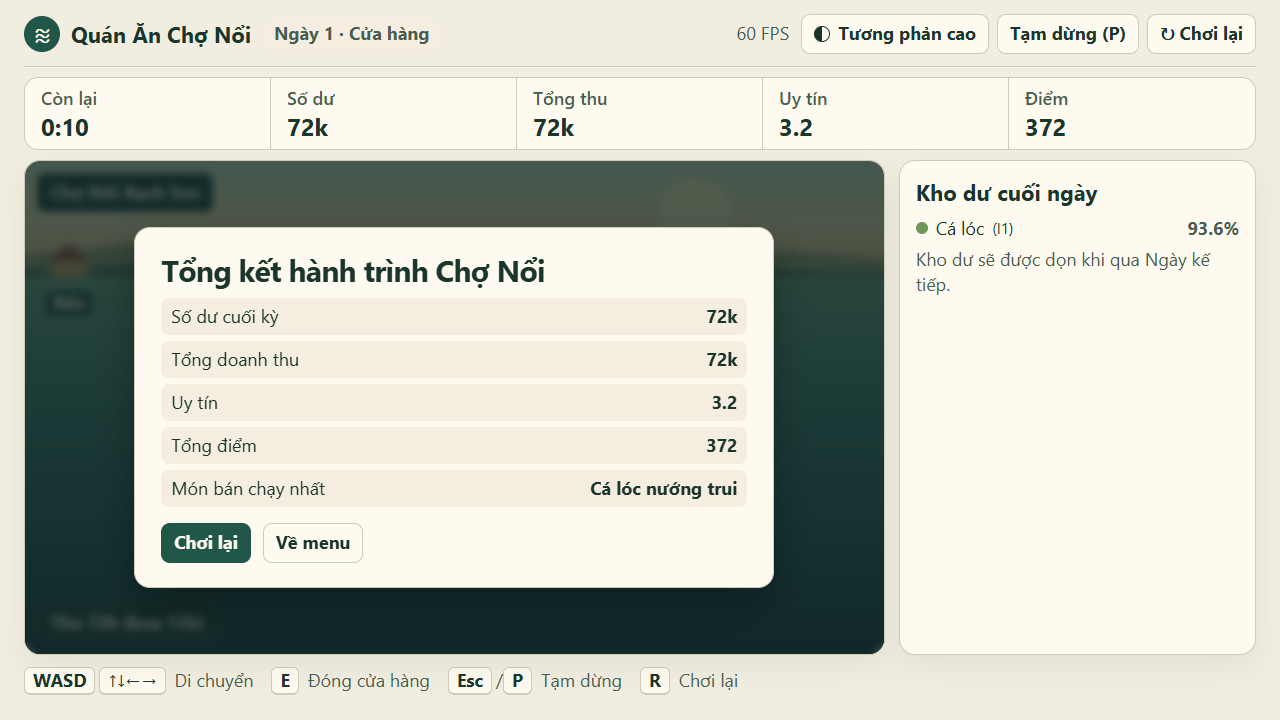 Quán Ăn Chợ Nổi
Ngày 1 · Cửa hàng
60 FPS
Tương phản cao
Tạm dừng (P)
↻ Chơi lại
Còn lại
0:10
Số dư
72k
Tổng thu
72k
Uy tín
3.2
Điểm
372
Tổng kết hành trình Chợ Nổi
Số dư cuối kỳ 72k
Tổng doanh thu 72k
Uy tín 3.2
Tổng điểm 372
Món bán chạy nhất Cá lóc nướng trui
Chơi lại
Về menu
Kho dư cuối ngày
Cá lóc (l1) 93.6%
Kho dư sẽ được dọn khi qua Ngày kế
tiếp.
WASD ↑↓←→ Di chuyển E Đóng cửa hàng Esc / P Tạm dừng R Chơi lại